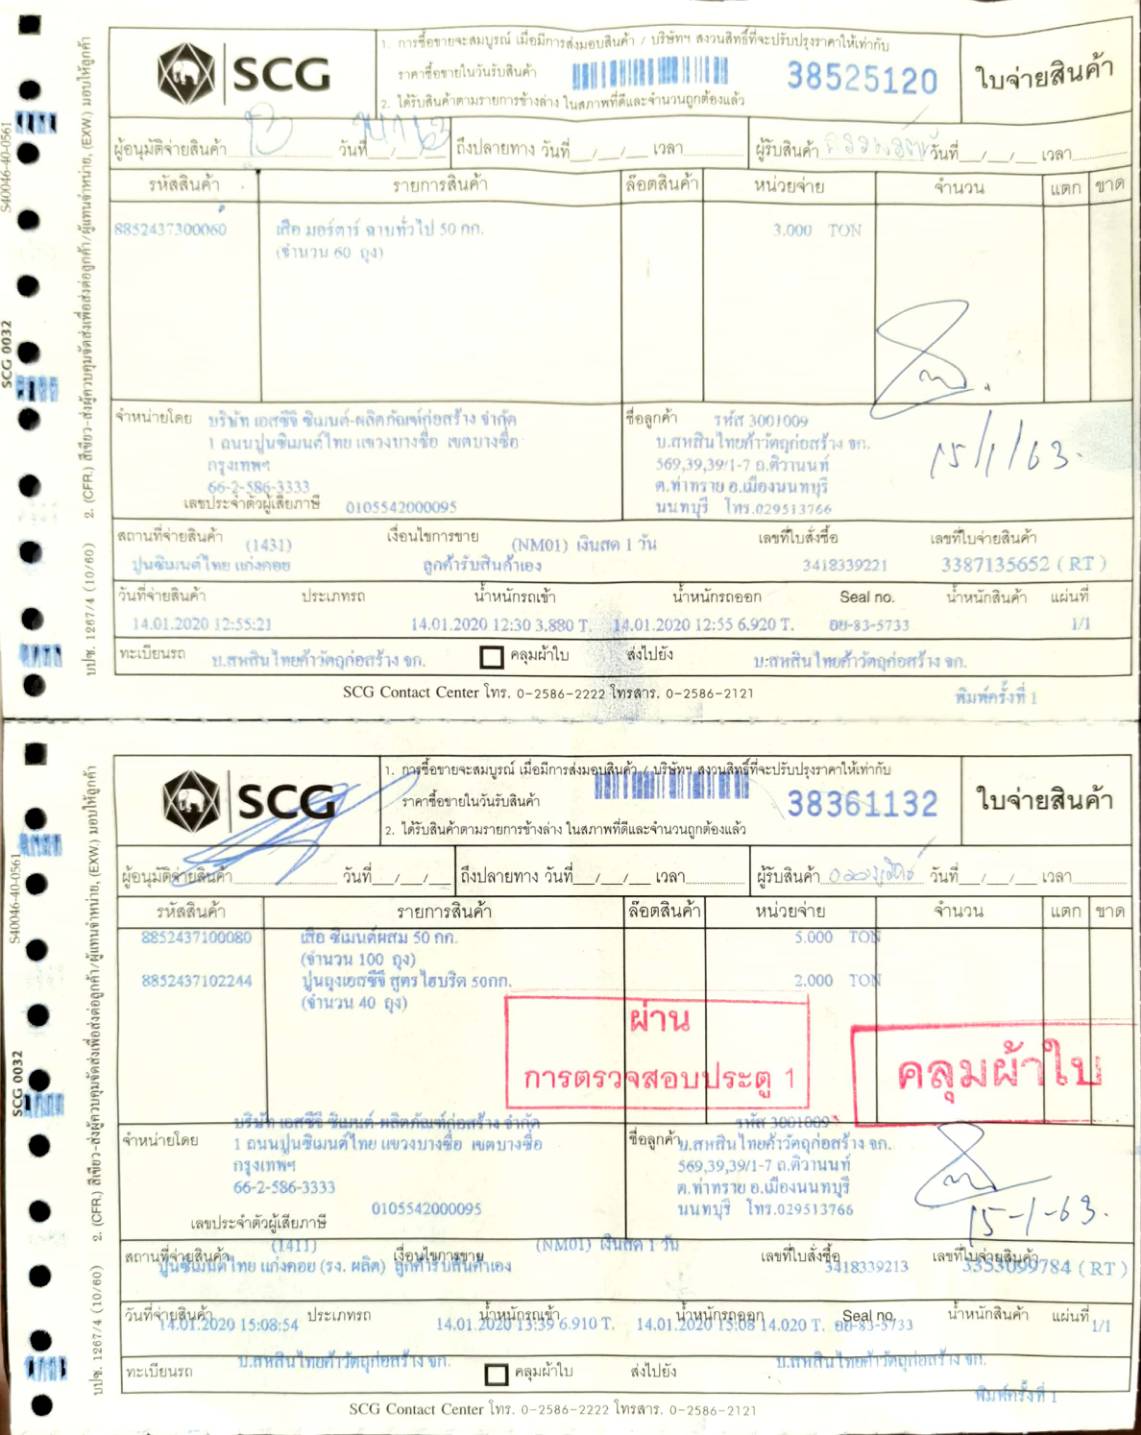 SCG
1. การซื้อขายจะสมบูรณ์ เมื่อมีการส่งมอบสินค้า / บริษัทฯ สงวนสิทธิ์ที่จะปรับปรุงราคาให้เท่ากับ
ราคาซื้อขายในวันรับสินค้า
38525120
ใบจ่ายสินค้า
2. ได้รับสินค้าตามรายการข้างล่าง ในสภาพที่ดีและจำนวนถูกต้องแล้ว
ผู้อนุมัติจ่ายสินค้า วันที่ / / ถึงปลายทาง วันที่ / / เวลา ผู้รับสินค้า วันที่ / / เวลา
รหัสสินค้า รายการสินค้า ล๊อตสินค้า หน่วยจ่าย จำนวน แตก ขาด
8852437300060 เสือ มอร์ตาร์ ฉาบทั่วไป 50 กก. 3.000 TON
(จำนวน 60 ถุง)
15/1/63.
จำหน่ายโดย บริษัท เอสซีจี ซิเมนต์-ผลิตภัณฑ์ก่อสร้าง จำกัด ชื่อลูกค้า รหัส 3001009
1 ถนนปูนซิเมนต์ไทย แขวงบางซื่อ เขตบางซื่อ บ.สหสินไทยค้าวัตถุก่อสร้าง จก.
กรุงเทพฯ 569,39,39/1-7 ถ.ติวานนท์
66-2-586-3333 ต.ท่าทราย อ.เมืองนนทบุรี
เลขประจำตัวผู้เสียภาษี 0105542000095 นนทบุรี โทร.029513766
สถานที่จ่ายสินค้า (1431) เงื่อนไขการขาย (NM01) เงินสด 1 วัน เลขที่ใบสั่งซื้อ เลขที่ใบจ่ายสินค้า
ปูนซิเมนต์ไทย แก่งคอย ลูกค้ารับสินค้าเอง 3418339221 3387135652 (RT)
วันที่จ่ายสินค้า ประเภทรถ น้ำหนักรถเข้า น้ำหนักรถออก Seal no. น้ำหนักสินค้า แผ่นที่
14.01.2020 12:55:21 14.01.2020 12:30 3.880 T. 14.01.2020 12:55 6.920 T. อย-83-5733 1/1
ทะเบียนรถ บ.สหสินไทยค้าวัตถุก่อสร้าง จก. คลุมผ้าใบ ส่งไปยัง บ.สหสินไทยค้าวัตถุก่อสร้าง จก.
SCG Contact Center โทร. 0-2586-2222 โทรสาร. 0-2586-2121 พิมพ์ครั้งที่ 1
S40046-40-0561
SCG 0032
บปซ. 1267/4 (10/60) 2. (CFR.) สีเขียว-ส่งผู้ควบคุมจัดส่งเพื่อส่งต่อลูกค้า/ผู้แทนจำหน่าย, (EXW) มอบให้ลูกค้า
SCG
1. การซื้อขายจะสมบูรณ์ เมื่อมีการส่งมอบสินค้า / บริษัทฯ สงวนสิทธิ์ที่จะปรับปรุงราคาให้เท่ากับ
ราคาซื้อขายในวันรับสินค้า
38361132
ใบจ่ายสินค้า
2. ได้รับสินค้าตามรายการข้างล่าง ในสภาพที่ดีและจำนวนถูกต้องแล้ว
ผู้อนุมัติจ่ายสินค้า วันที่ / / ถึงปลายทาง วันที่ / / เวลา ผู้รับสินค้า วันที่ / / เวลา
รหัสสินค้า รายการสินค้า ล๊อตสินค้า หน่วยจ่าย จำนวน แตก ขาด
8852437100080 เสือ ซิเมนต์ผสม 50 กก. 5.000 TON
(จำนวน 100 ถุง)
8852437102244 ปูนถุงเอสซีจี สูตรไฮบริด 50กก. 2.000 TON
(จำนวน 40 ถุง)
ผ่าน
การตรวจสอบประตู 1
คลุมผ้าใบ
บริษัท เอสซีจี ซิเมนต์-ผลิตภัณฑ์ก่อสร้าง จำกัด รหัส 3001009
จำหน่ายโดย 1 ถนนปูนซิเมนต์ไทย แขวงบางซื่อ เขตบางซื่อ ชื่อลูกค้า บ.สหสินไทยค้าวัตถุก่อสร้าง จก.
กรุงเทพฯ 569,39,39/1-7 ถ.ติวานนท์
66-2-586-3333 ต.ท่าทราย อ.เมืองนนทบุรี
0105542000095 นนทบุรี โทร.029513766
15-1-63.
เลขประจำตัวผู้เสียภาษี
(1411) (NM01) เงินสด 1 วัน
สถานที่จ่ายสินค้า เงื่อนไขการขาย เลขที่ใบสั่งซื้อ เลขที่ใบจ่ายสินค้า
ปูนซิเมนต์ไทย แก่งคอย (รง. ผลิต) ลูกค้ารับสินค้าเอง 3418339213 3353099784 (RT)
วันที่จ่ายสินค้า ประเภทรถ น้ำหนักรถเข้า น้ำหนักรถออก Seal no. น้ำหนักสินค้า แผ่นที่
14.01.2020 15:08:54 14.01.2020 13:39 6.910 T. 14.01.2020 15:08 14.020 T. อย-83-5733 1/1
บ.สหสินไทยค้าวัตถุก่อสร้าง จก. บ.สหสินไทยค้าวัตถุก่อสร้าง จก.
ทะเบียนรถ คลุมผ้าใบ ส่งไปยัง
พิมพ์ครั้งที่ 1
SCG Contact Center โทร. 0-2586-2222 โทรสาร. 0-2586-2121
S40046-40-0561
SCG 0032
บปซ. 1267/4 (10/60) 2. (CFR.) สีเขียว-ส่งผู้ควบคุมจัดส่งเพื่อส่งต่อลูกค้า/ผู้แทนจำหน่าย, (EXW) มอบให้ลูกค้า